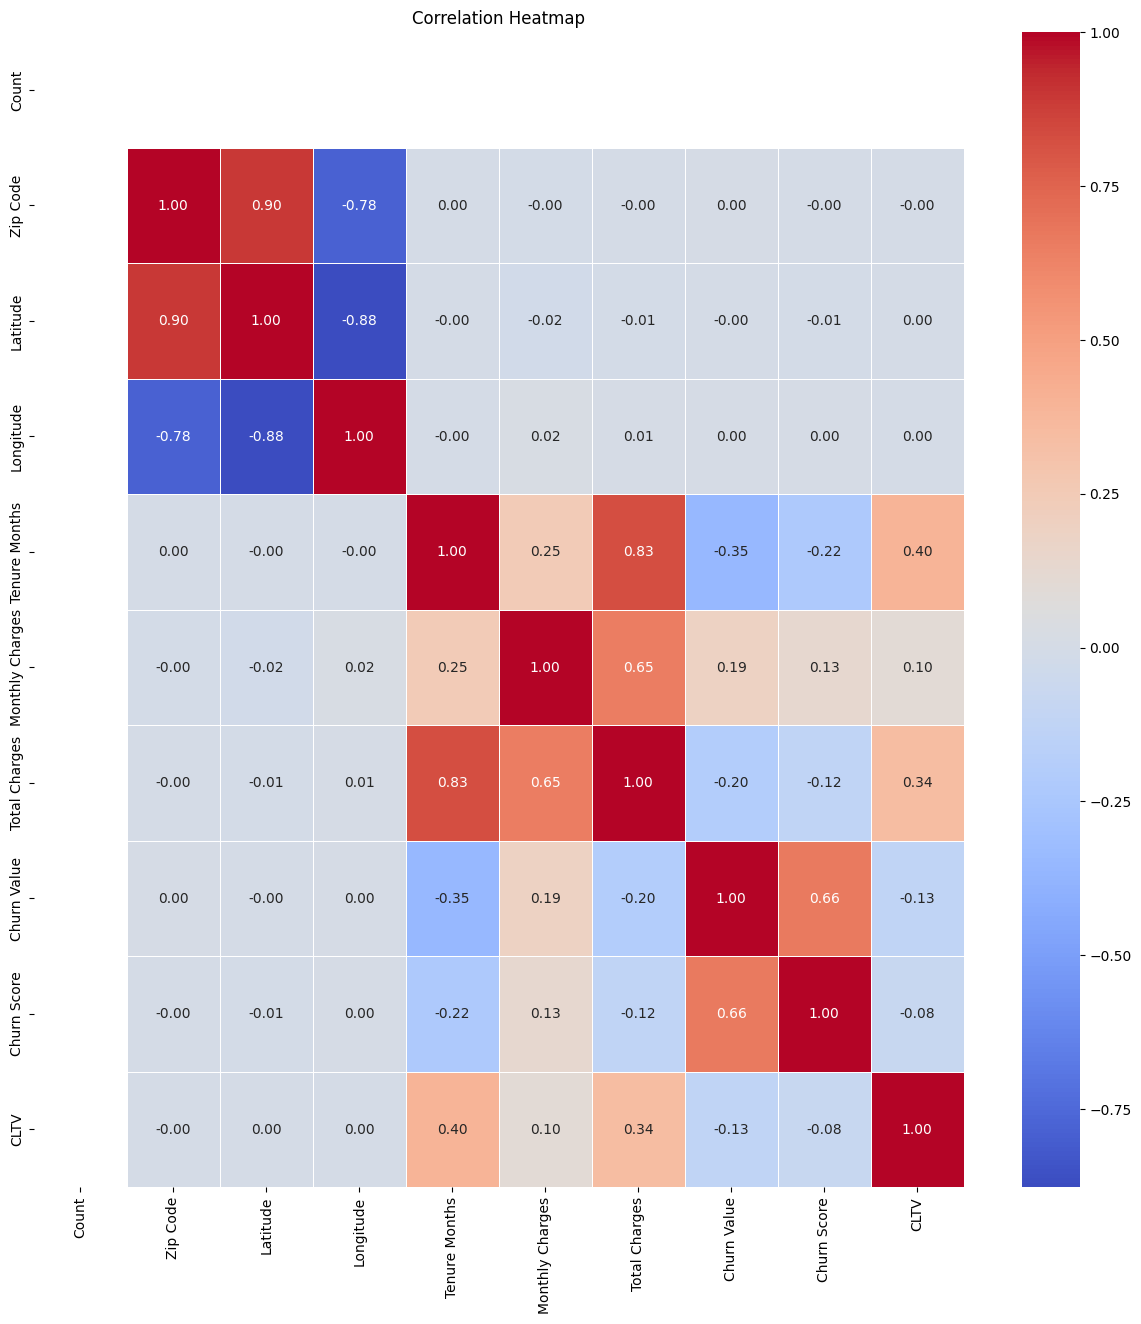 Correlation Heatmap
Count
Zip Code 1.00 0.90 -0.78 0.00 -0.00 -0.00 0.00 -0.00 -0.00
Latitude 0.90 1.00 -0.88 -0.00 -0.02 -0.01 -0.00 -0.01 0.00
Longitude -0.78 -0.88 1.00 -0.00 0.02 0.01 0.00 0.00 0.00
Tenure Months 0.00 -0.00 -0.00 1.00 0.25 0.83 -0.35 -0.22 0.40
Monthly Charges -0.00 -0.02 0.02 0.25 1.00 0.65 0.19 0.13 0.10
Total Charges -0.00 -0.01 0.01 0.83 0.65 1.00 -0.20 -0.12 0.34
Churn Value 0.00 -0.00 0.00 -0.35 0.19 -0.20 1.00 0.66 -0.13
Churn Score -0.00 -0.01 0.00 -0.22 0.13 -0.12 0.66 1.00 -0.08
CLTV -0.00 0.00 0.00 0.40 0.10 0.34 -0.13 -0.08 1.00
Count
Zip Code
Latitude
Longitude
Tenure Months
Monthly Charges
Total Charges
Churn Value
Churn Score
CLTV
1.00
0.75
0.50
0.25
0.00
−0.25
−0.50
−0.75